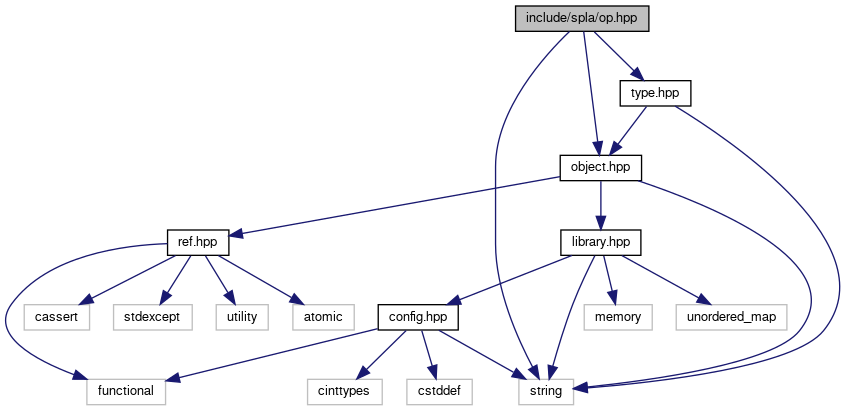 include/spla/op.hpp
type.hpp
object.hpp
ref.hpp
library.hpp
cassert
stdexcept
utility
atomic
config.hpp
memory
unordered_map
functional
cinttypes
cstddef
string